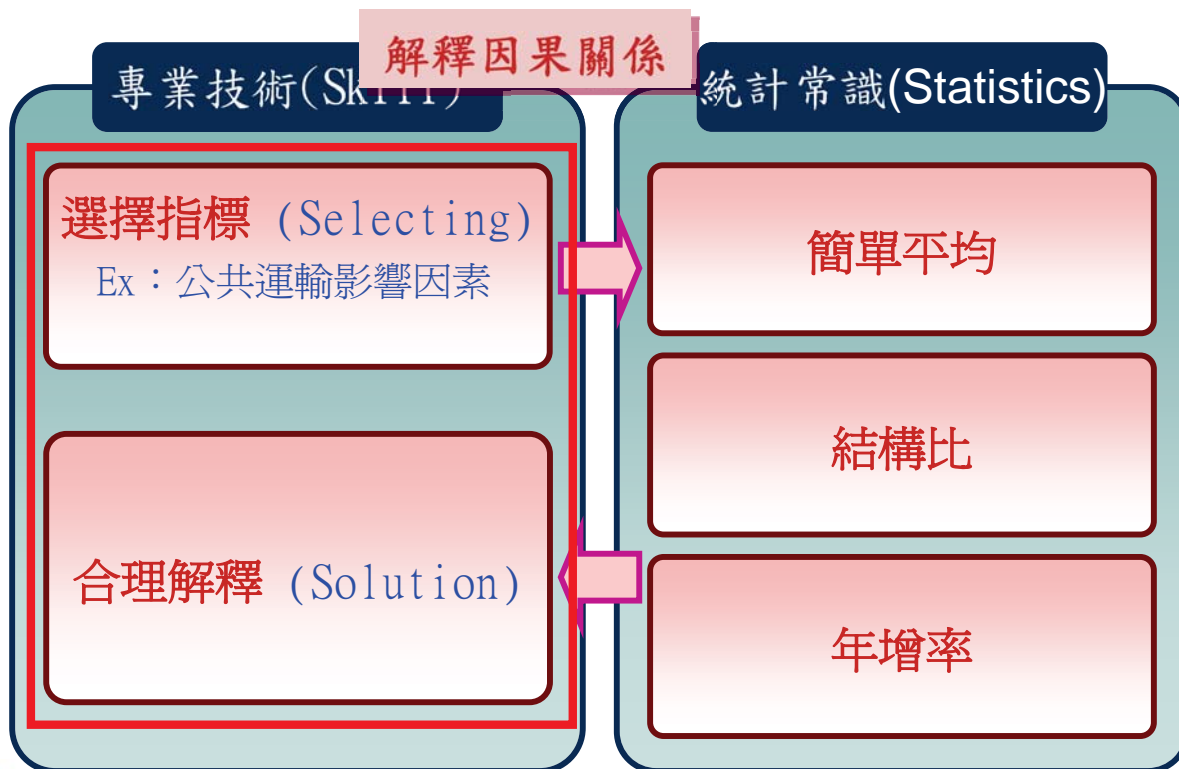 解釋因果關係
專業技術(Skill)
選擇指標 (Selecting)
Ex：公共運輸影響因素
合理解釋 (Solution)
統計常識(Statistics)
簡單平均
結構比
年增率